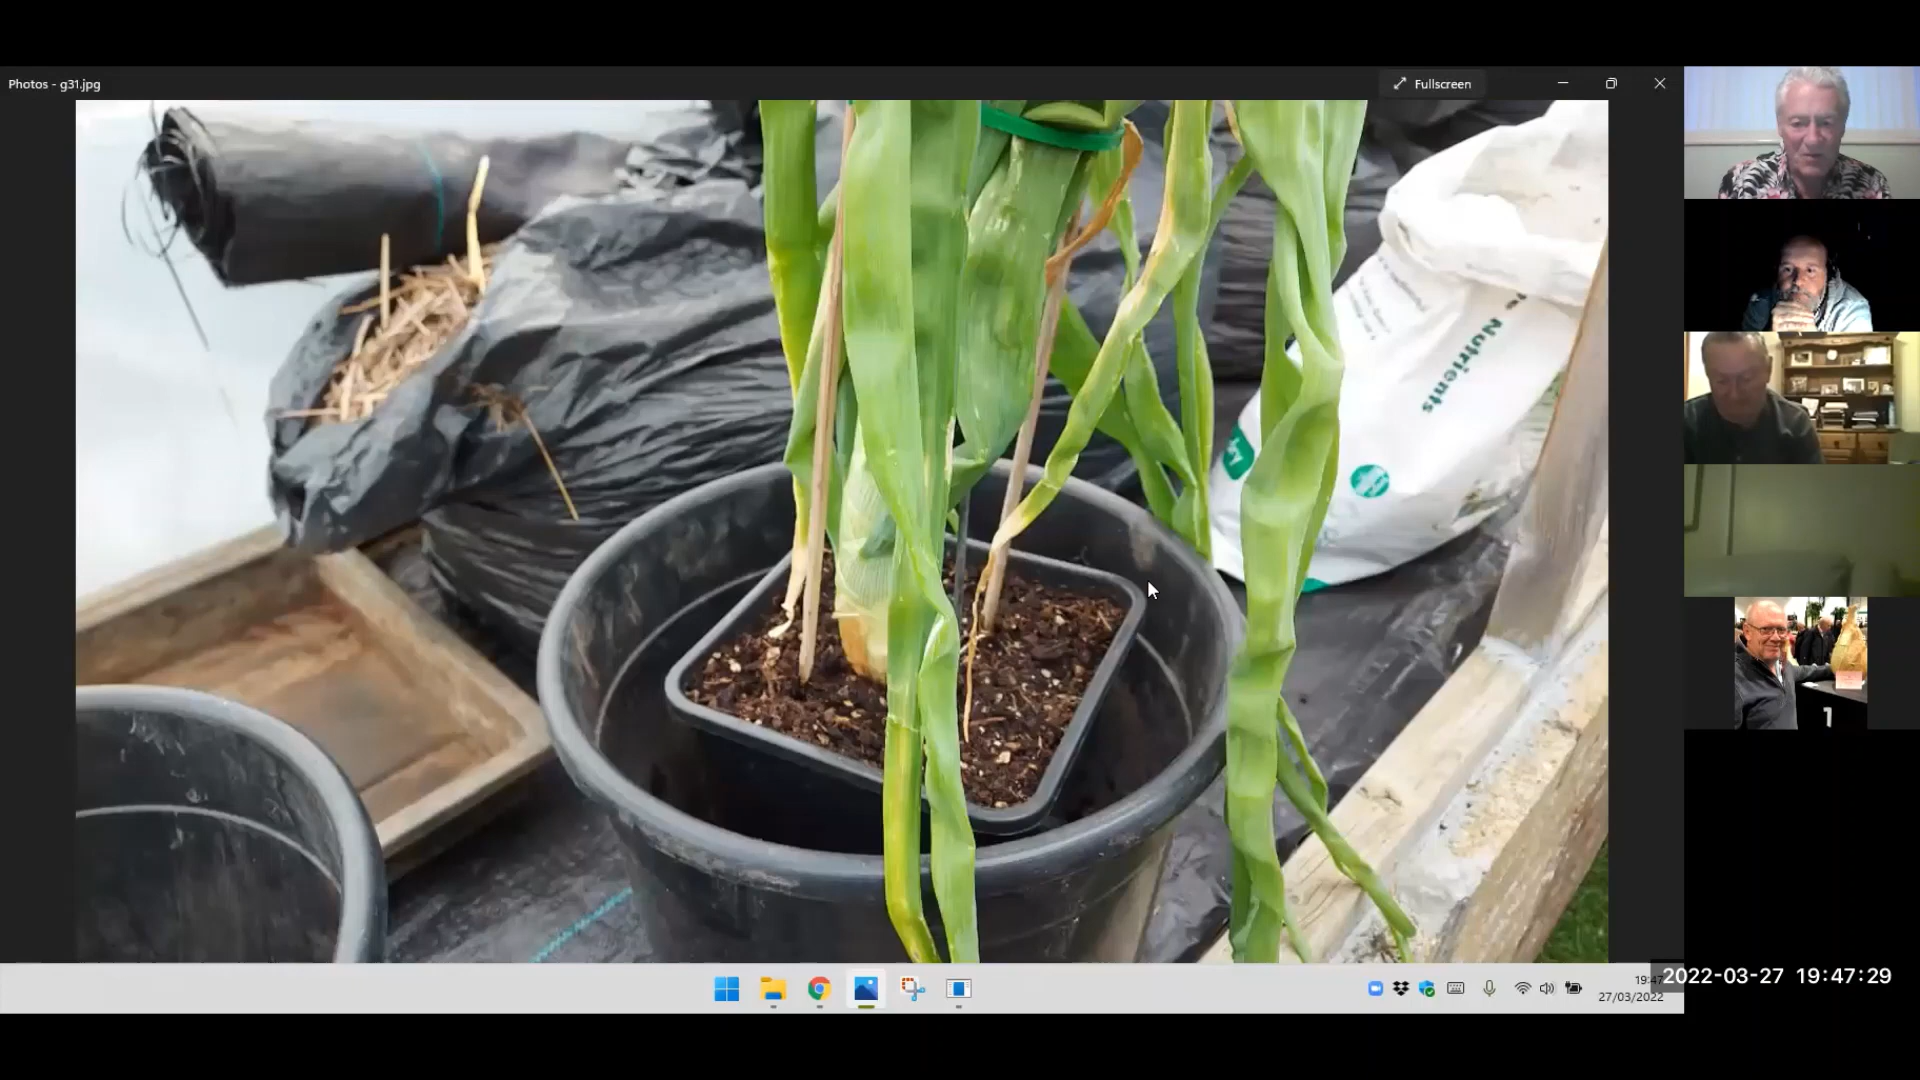 Photos - g31.jpg
Fullscreen
Nutrients
1
19:47
27/03/2022
2022-03-27 19:47:29